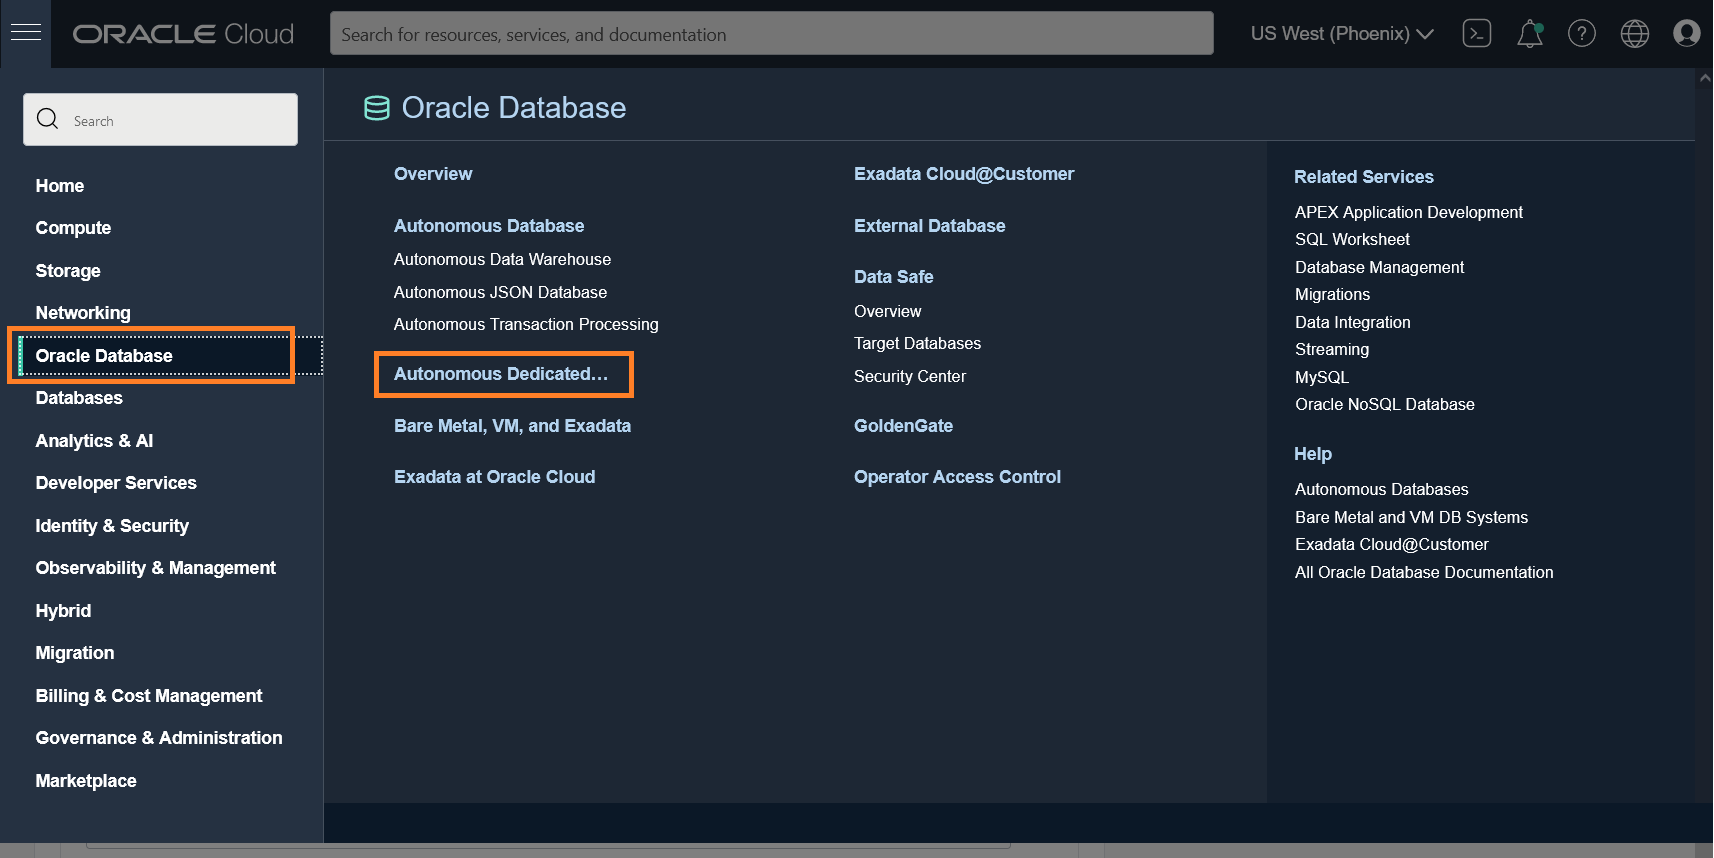 ORACLE Cloud
Search for resources, services, and documentation
US West (Phoenix)
Search
Home
Compute
Storage
Networking
Oracle Database
Databases
Analytics & AI
Developer Services
Identity & Security
Observability & Management
Hybrid
Migration
Billing & Cost Management
Governance & Administration
Marketplace
Oracle Database
Overview
Autonomous Database
Autonomous Data Warehouse
Autonomous JSON Database
Autonomous Transaction Processing
Autonomous Dedicated...
Bare Metal, VM, and Exadata
Exadata at Oracle Cloud
Exadata Cloud@Customer
External Database
Data Safe
Overview
Target Databases
Security Center
GoldenGate
Operator Access Control
Related Services
APEX Application Development
SQL Worksheet
Database Management
Migrations
Data Integration
Streaming
MySQL
Oracle NoSQL Database
Help
Autonomous Databases
Bare Metal and VM DB Systems
Exadata Cloud@Customer
All Oracle Database Documentation